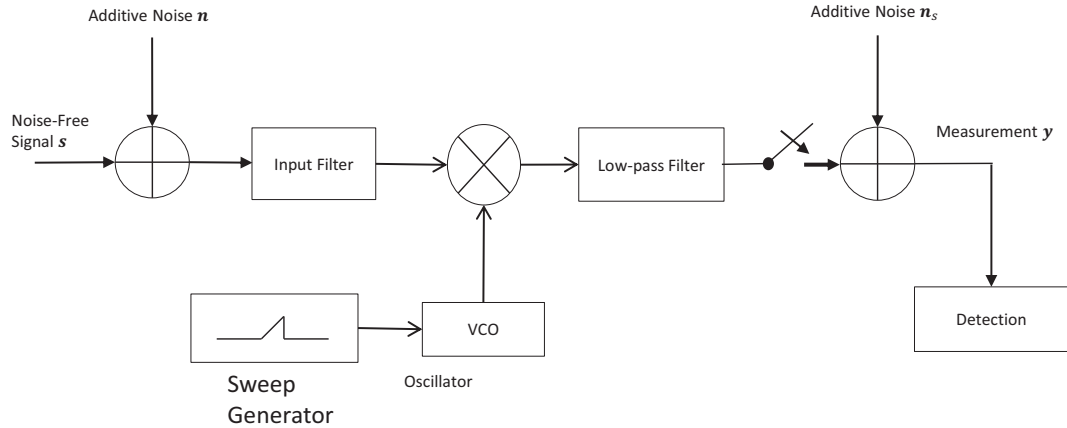 Additive Noise n
Additive Noise nₛ
Noise-Free
Signal s
Measurement y
Input Filter
Low-pass Filter
VCO
Detection
Oscillator
Sweep
Generator